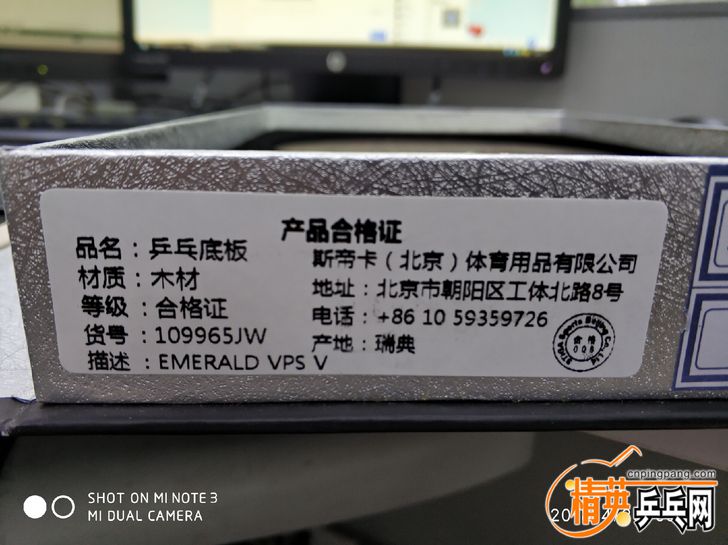 产品合格证
品名：乒乓底板
材质：木材
等级：合格证
货号：109965JW
描述：EMERALD VPS V
斯帝卡（北京）体育用品有限公司
地址：北京市朝阳区工体北路8号
电话：+86 10 59359726
产地：瑞典
合格
008
SHOT ON MI NOTE 3
MI DUAL CAMERA
cnpingpang.com
精英乒乓网